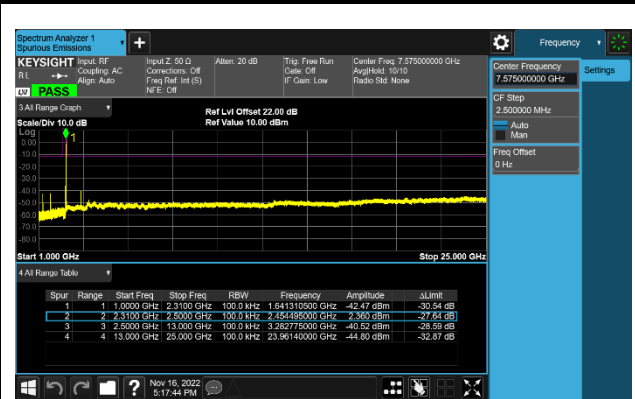 Spectrum Analyzer 1
Spurious Emissions
Frequency
KEYSIGHT Input: RF Input Z: 50 Ω Atten: 20 dB Trig: Free Run Center Freq: 7.575000000 GHz
RL Coupling: AC Corrections: Off Gate: Off Avg|Hold: 10/10
Align: Auto Freq Ref: Int (S) IF Gain: Low Radio Std: None
LV PASS NFE: Off
Center Frequency
7.575000000 GHz
Settings
CF Step
2.500000 MHz
Auto
Man
Freq Offset
0 Hz
3 All Range Graph
Ref Lvl Offset 22.00 dB
Scale/Div 10.0 dB Ref Value 10.00 dBm
Log
1
0.00
-10.0
-20.0
-30.0
-40.0
-50.0
-60.0
-70.0
-80.0
Start 1.000 GHz Stop 25.000 GHz
4 All Range Table
Spur Range Start Freq Stop Freq RBW Frequency Amplitude ΔLimit
1 1 1.0000 GHz 2.3100 GHz 100.0 kHz 1.641310500 GHz -42.47 dBm -30.54 dB
2 2 2.3100 GHz 2.5000 GHz 100.0 kHz 2.454495000 GHz 2.360 dBm -27.64 dB
3 3 2.5000 GHz 13.000 GHz 100.0 kHz 3.282775000 GHz -40.52 dBm -28.59 dB
4 4 13.000 GHz 25.000 GHz 100.0 kHz 23.96140000 GHz -44.80 dBm -32.87 dB
Nov 16, 2022
5:17:44 PM